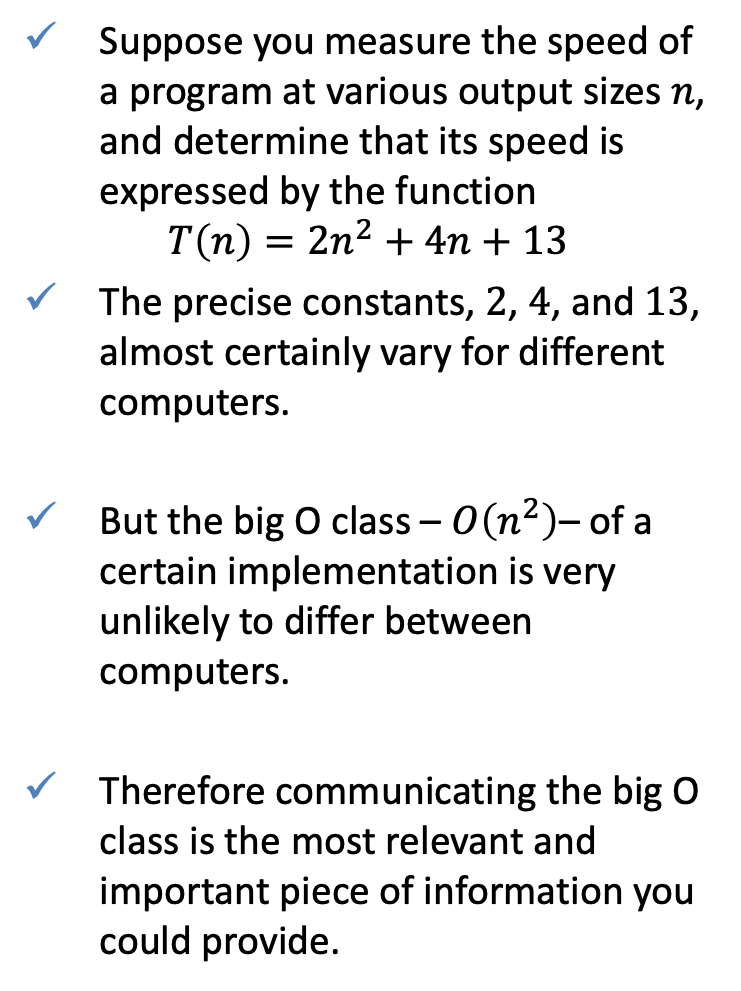 ✓ Suppose you measure the speed of
a program at various output sizes n,
and determine that its speed is
expressed by the function
T(n) = 2n² + 4n + 13
✓ The precise constants, 2, 4, and 13,
almost certainly vary for different
computers.
✓ But the big O class – O(n²)– of a
certain implementation is very
unlikely to differ between
computers.
✓ Therefore communicating the big O
class is the most relevant and
important piece of information you
could provide.